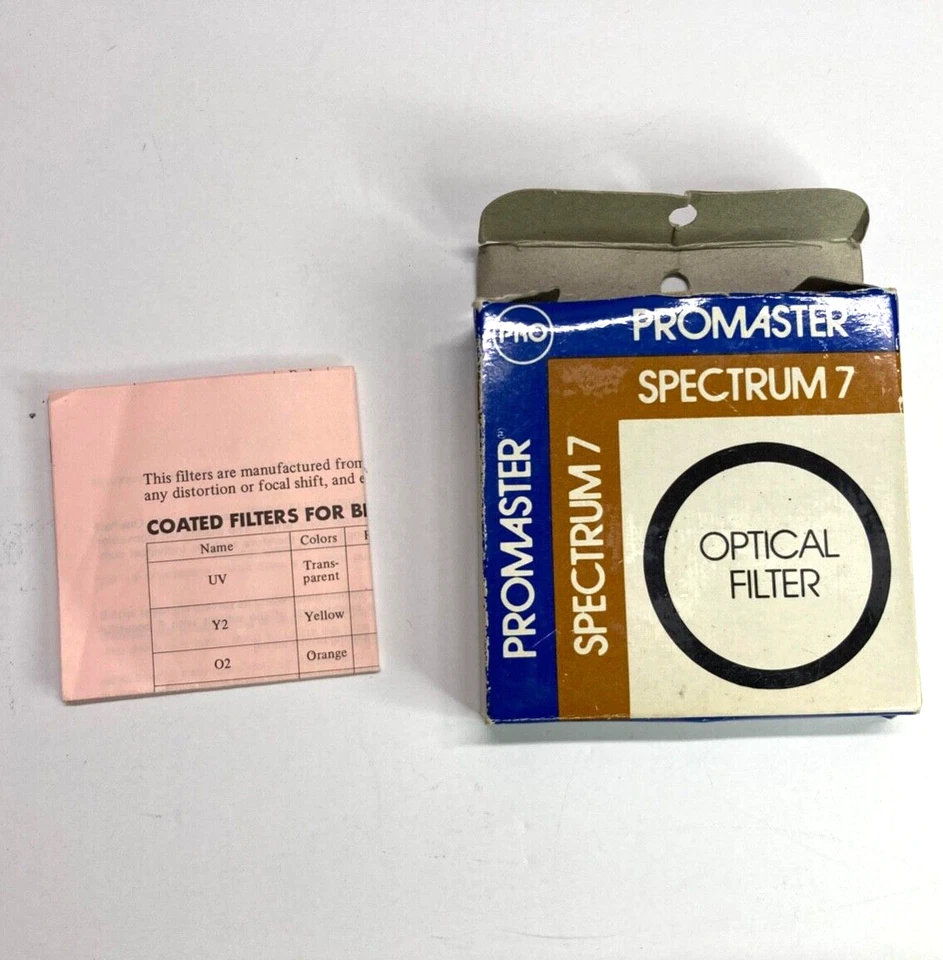 This filters are manufactured from
any distortion or focal shift, and e
COATED FILTERS FOR B
Name Colors
UV Trans-
parent
Y2 Yellow
O2 Orange
PRO
PROMASTER
SPECTRUM 7
PROMASTER
SPECTRUM 7
OPTICAL
FILTER